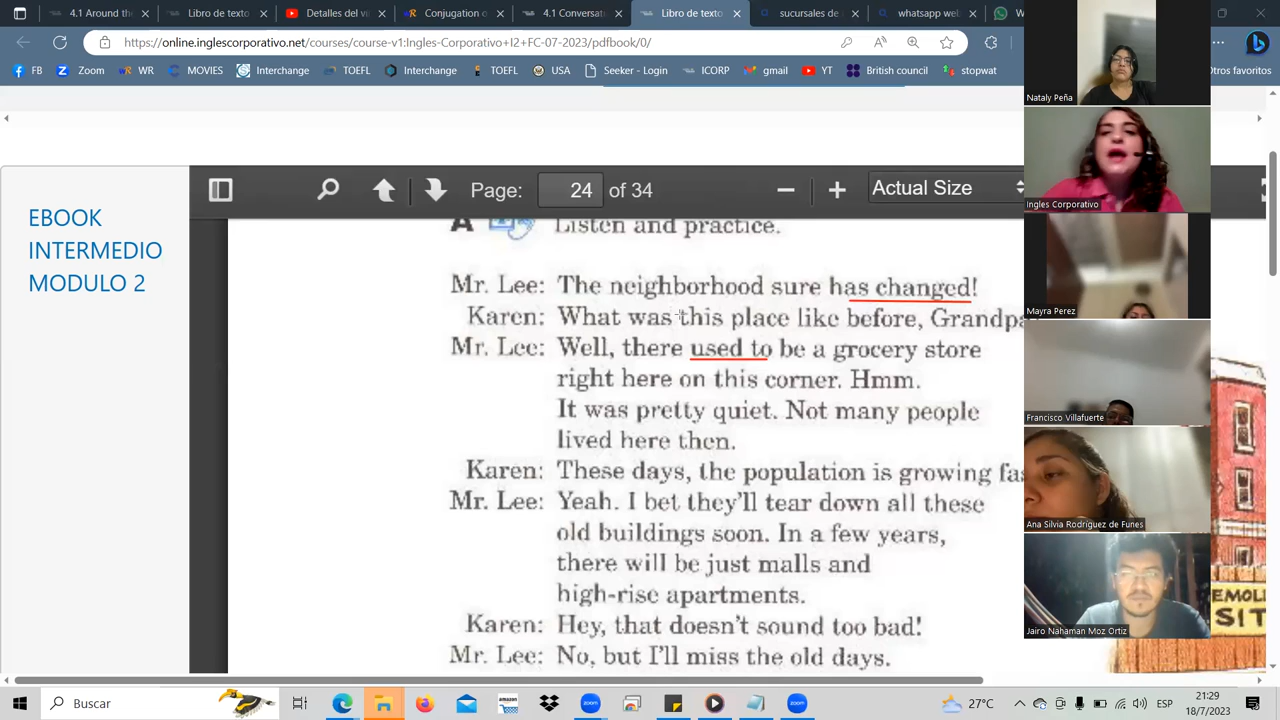 Libro de texto
Detalles del v
Conjugation o
4.1 Conversat
Libro de texto
sucursales de
whatsapp wel
https://online.inglescorporativo.net/courses/course-v1:Ingles-Corporativo+I2+FC-07-2023/pdfbook/0/
FB Zoom WR MOVIES Interchange TOEFL Interchange TOEFL USA Seeker - Login ICORP gmail YT British council stopwat Otros favoritos
Nataly Peña
Ingles Corporativo
Mayra Perez
Francisco Villafuerte
Ana Silvia Rodriguez de Funes
Jairo Nahaman Moz Ortiz
EBOOK
INTERMEDIO
MODULO 2
Page: 24 of 34 Actual Size
A Listen and practice.
Mr. Lee: The neighborhood sure has changed!
Karen: What was this place like before, Grandpa
Mr. Lee: Well, there used to be a grocery store
right here on this corner. Hmm.
It was pretty quiet. Not many people
lived here then.
Karen: These days, the population is growing fas
Mr. Lee: Yeah. I bet they'll tear down all these
old buildings soon. In a few years,
there will be just malls and
high-rise apartments.
Karen: Hey, that doesn't sound too bad!
Mr. Lee: No, but I'll miss the old days.
DEMOL
SIT
Buscar
27°C
ESP
21:29
18/7/2023